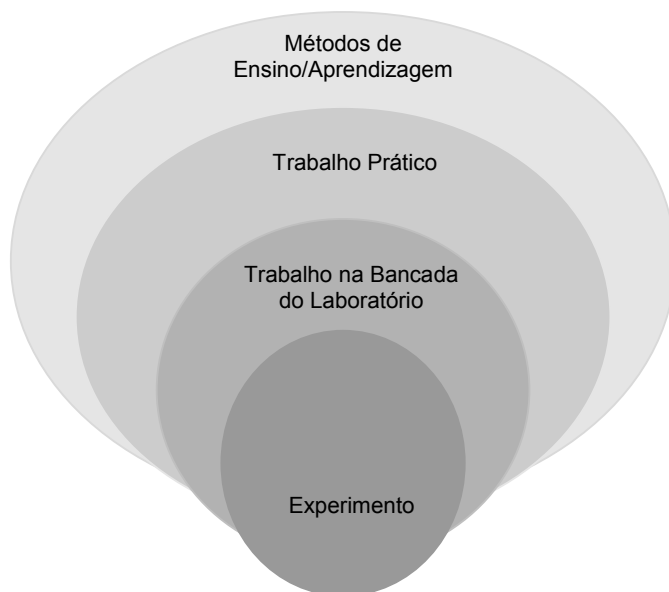 Métodos de
Ensino/Aprendizagem
Trabalho Prático
Trabalho na Bancada
do Laboratório
Experimento